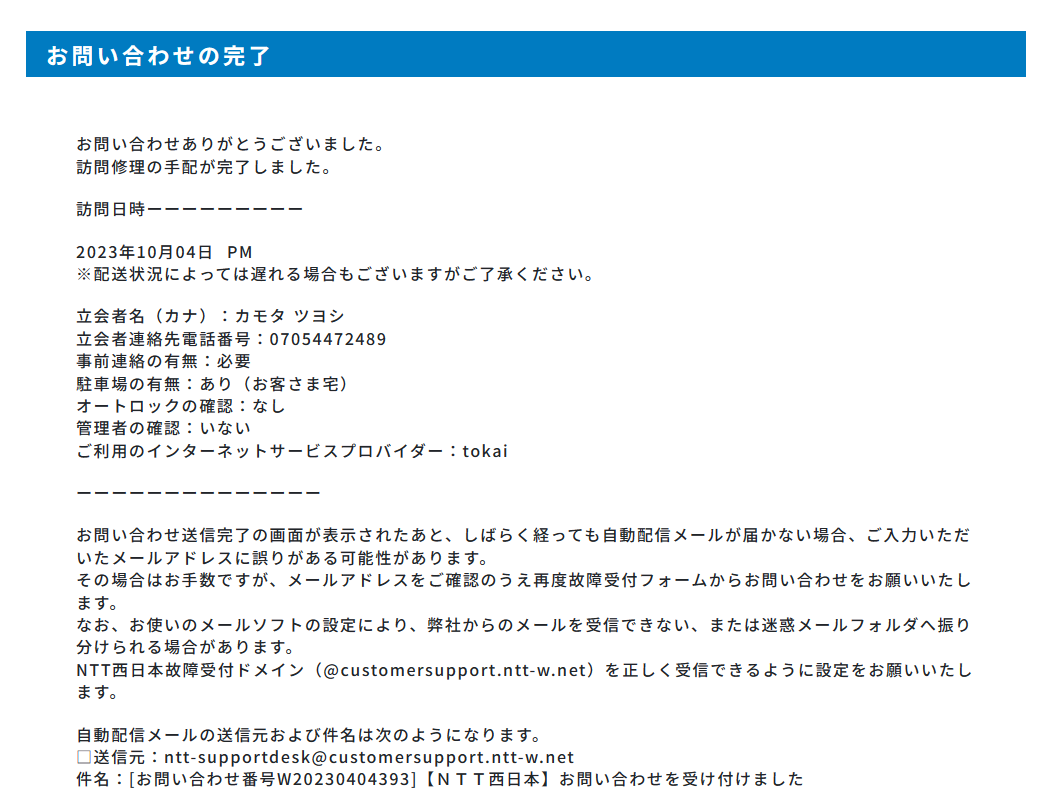 お問い合わせの完了
お問い合わせありがとうございました。
訪問修理の手配が完了しました。
訪問日時ーーーーーーーーー
2023年10月04日 PM
※配送状況によっては遅れる場合もございますがご了承ください。
立会者名（カナ）：カモタ ツヨシ
立会者連絡先電話番号：07054472489
事前連絡の有無：必要
駐車場の有無：あり（お客さま宅）
オートロックの確認：なし
管理者の確認：いない
ご利用のインターネットサービスプロバイダー：tokai
ーーーーーーーーーーーーーー
お問い合わせ送信完了の画面が表示されたあと、しばらく経っても自動配信メールが届かない場合、ご入力いただ
いたメールアドレスに誤りがある可能性があります。
その場合はお手数ですが、メールアドレスをご確認のうえ再度故障受付フォームからお問い合わせをお願いいたし
ます。
なお、お使いのメールソフトの設定により、弊社からのメールを受信できない、または迷惑メールフォルダへ振り
分けられる場合があります。
NTT西日本故障受付ドメイン（@customersupport.ntt-w.net）を正しく受信できるように設定をお願いいたし
ます。
自動配信メールの送信元および件名は次のようになります。
□送信元：ntt-supportdesk@customersupport.ntt-w.net
件名：[お問い合わせ番号W20230404393]【ＮＴＴ西日本】お問い合わせを受け付けました